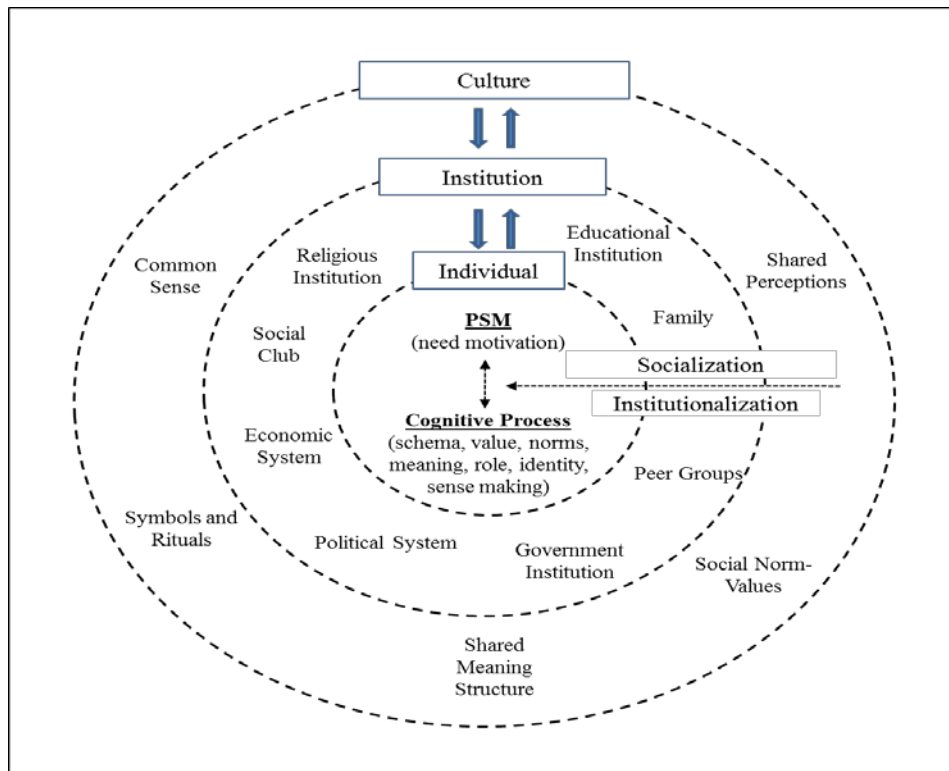 Culture
Institution
Educational
Institution
Religious
Institution
Individual
Common
Sense
Shared
Perceptions
PSM
(need motivation)
Family
Social
Club
Socialization
Institutionalization
Cognitive Process
(schema, value, norms,
meaning, role, identity,
sense making)
Economic
System
Peer Groups
Symbols and
Rituals
Political System
Government
Institution
Social Norm-
Values
Shared
Meaning
Structure